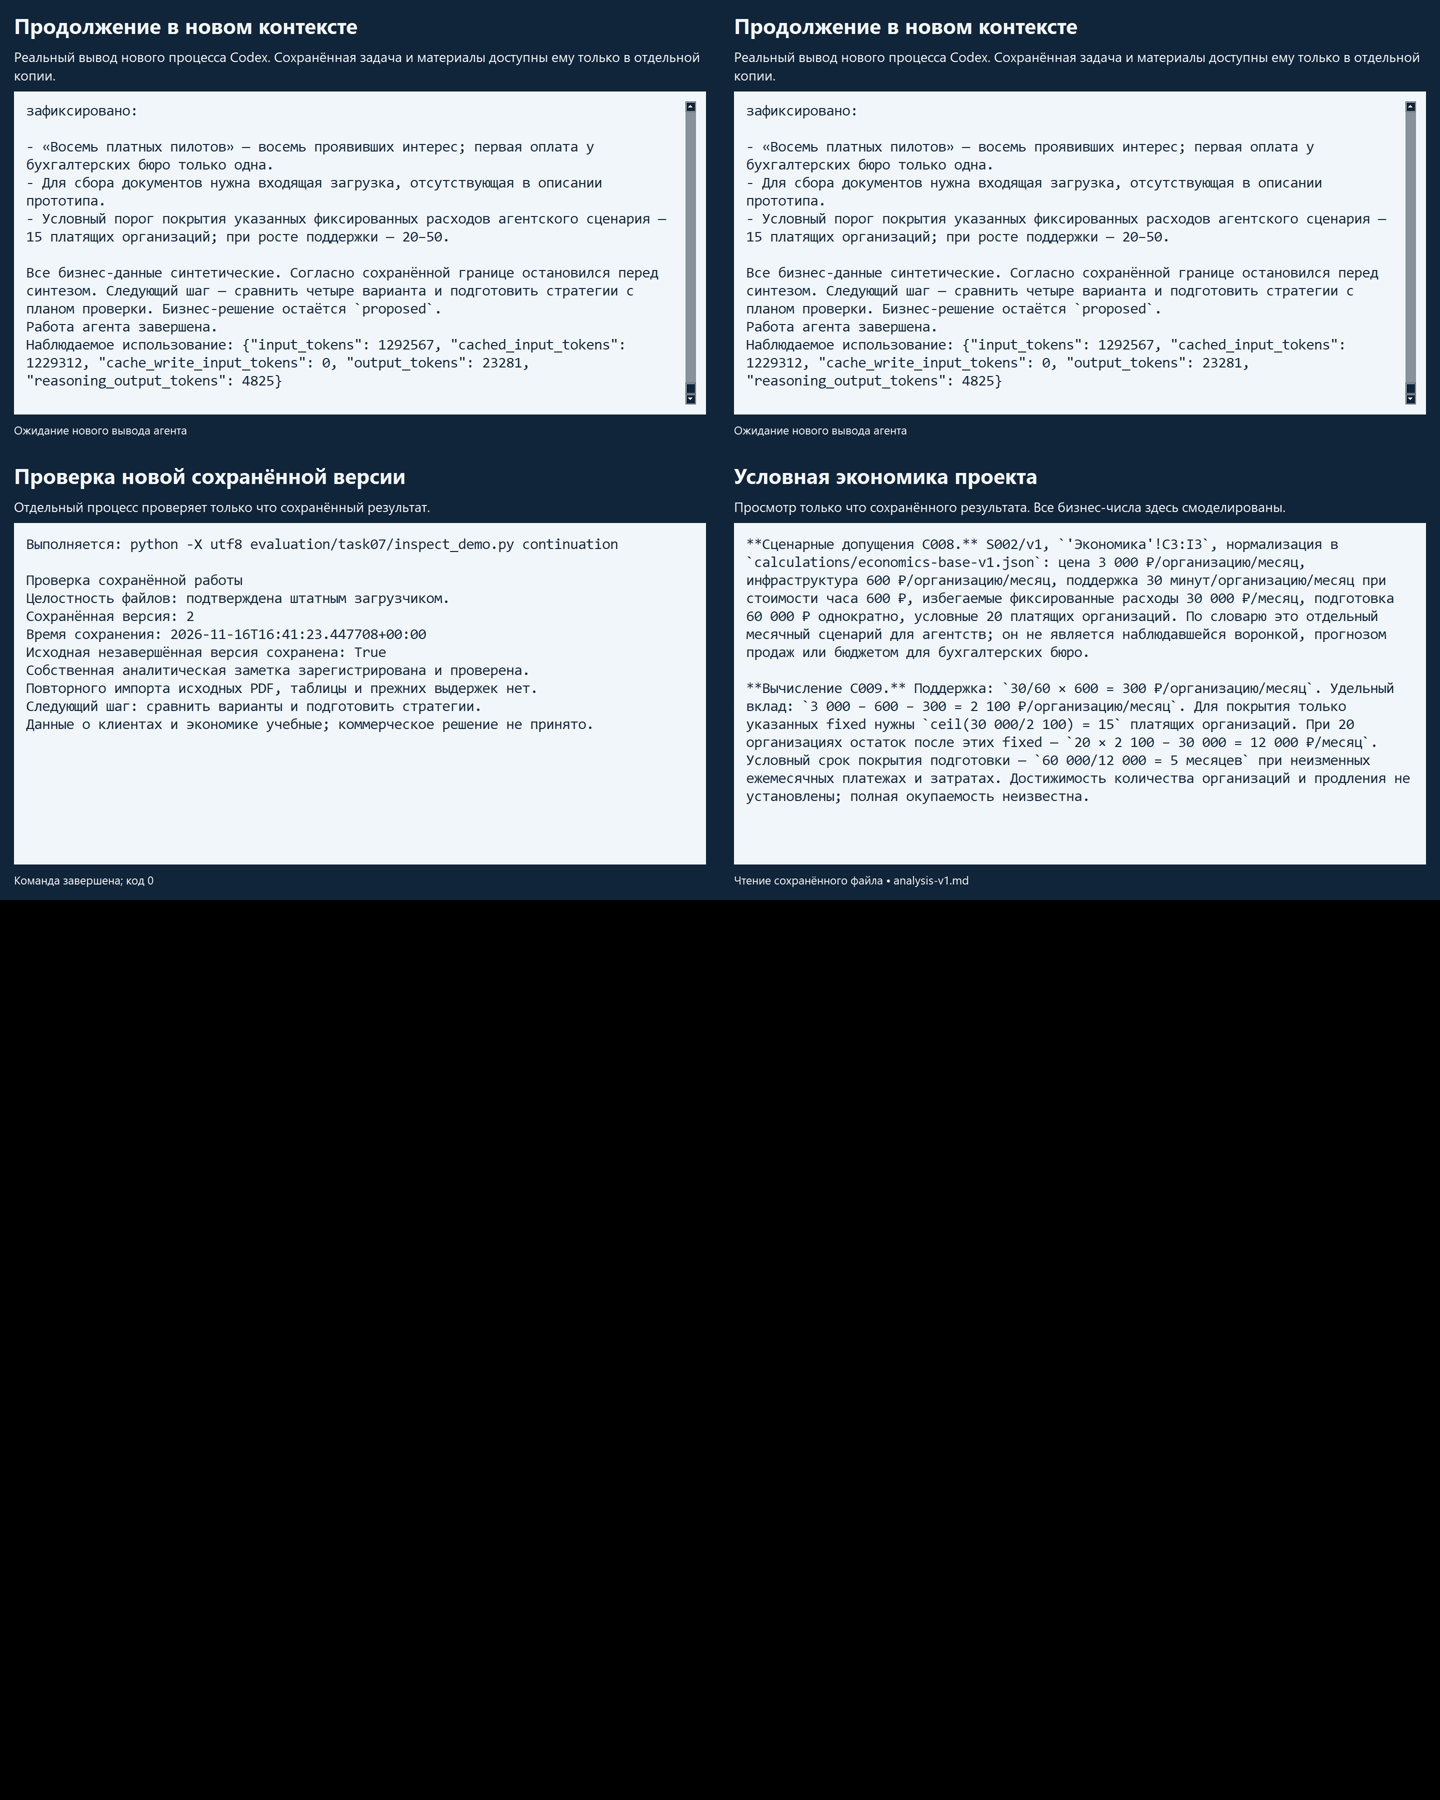 Продолжение в новом контексте
Реальный вывод нового процесса Codex. Сохранённая задача и материалы доступны ему только в отдельной
копии.
зафиксировано:
- «Восемь платных пилотов» — восемь проявивших интерес; первая оплата у
бухгалтерских бюро только одна.
- Для сбора документов нужна входящая загрузка, отсутствующая в описании
прототипа.
- Условный порог покрытия указанных фиксированных расходов агентского сценария —
15 платящих организаций; при росте поддержки — 20–50.
Все бизнес-данные синтетические. Согласно сохранённой границе остановился перед
синтезом. Следующий шаг — сравнить четыре варианта и подготовить стратегии с
планом проверки. Бизнес-решение остаётся `proposed`.
Работа агента завершена.
Наблюдаемое использование: {"input_tokens": 1292567, "cached_input_tokens":
1229312, "cache_write_input_tokens": 0, "output_tokens": 23281,
"reasoning_output_tokens": 4825}
Ожидание нового вывода агента
Продолжение в новом контексте
Реальный вывод нового процесса Codex. Сохранённая задача и материалы доступны ему только в отдельной
копии.
зафиксировано:
- «Восемь платных пилотов» — восемь проявивших интерес; первая оплата у
бухгалтерских бюро только одна.
- Для сбора документов нужна входящая загрузка, отсутствующая в описании
прототипа.
- Условный порог покрытия указанных фиксированных расходов агентского сценария —
15 платящих организаций; при росте поддержки — 20–50.
Все бизнес-данные синтетические. Согласно сохранённой границе остановился перед
синтезом. Следующий шаг — сравнить четыре варианта и подготовить стратегии с
планом проверки. Бизнес-решение остаётся `proposed`.
Работа агента завершена.
Наблюдаемое использование: {"input_tokens": 1292567, "cached_input_tokens":
1229312, "cache_write_input_tokens": 0, "output_tokens": 23281,
"reasoning_output_tokens": 4825}
Ожидание нового вывода агента
Проверка новой сохранённой версии
Отдельный процесс проверяет только что сохранённый результат.
Выполняется: python -X utf8 evaluation/task07/inspect_demo.py continuation
Проверка сохранённой работы
Целостность файлов: подтверждена штатным загрузчиком.
Сохранённая версия: 2
Время сохранения: 2026-11-16T16:41:23.447708+00:00
Исходная незавершённая версия сохранена: True
Собственная аналитическая заметка зарегистрирована и проверена.
Повторного импорта исходных PDF, таблицы и прежних выдержек нет.
Следующий шаг: сравнить варианты и подготовить стратегии.
Данные о клиентах и экономике учебные; коммерческое решение не принято.
Команда завершена; код 0
Условная экономика проекта
Просмотр только что сохранённого результата. Все бизнес-числа здесь смоделированы.
**Сценарные допущения C008.** S002/v1, `'Экономика'!C3:I3`, нормализация в
`calculations/economics-base-v1.json`: цена 3 000 ₽/организацию/месяц,
инфраструктура 600 ₽/организацию/месяц, поддержка 30 минут/организацию/месяц при
стоимости часа 600 ₽, избегаемые фиксированные расходы 30 000 ₽/месяц, подготовка
60 000 ₽ однократно, условные 20 платящих организаций. По словарю это отдельный
месячный сценарий для агентств; он не является наблюдавшейся воронкой, прогнозом
продаж или бюджетом для бухгалтерских бюро.
**Вычисление C009.** Поддержка: `30/60 × 600 = 300 ₽/организацию/месяц`. Удельный
вклад: `3 000 − 600 − 300 = 2 100 ₽/организацию/месяц`. Для покрытия только
указанных fixed нужны `ceil(30 000/2 100) = 15` платящих организаций. При 20
организациях остаток после этих fixed — `20 × 2 100 − 30 000 = 12 000 ₽/месяц`.
Условный срок покрытия подготовки — `60 000/12 000 = 5 месяцев` при неизменных
ежемесячных платежах и затратах. Достижимость количества организаций и продления не
установлены; полная окупаемость неизвестна.
Чтение сохранённого файла • analysis-v1.md